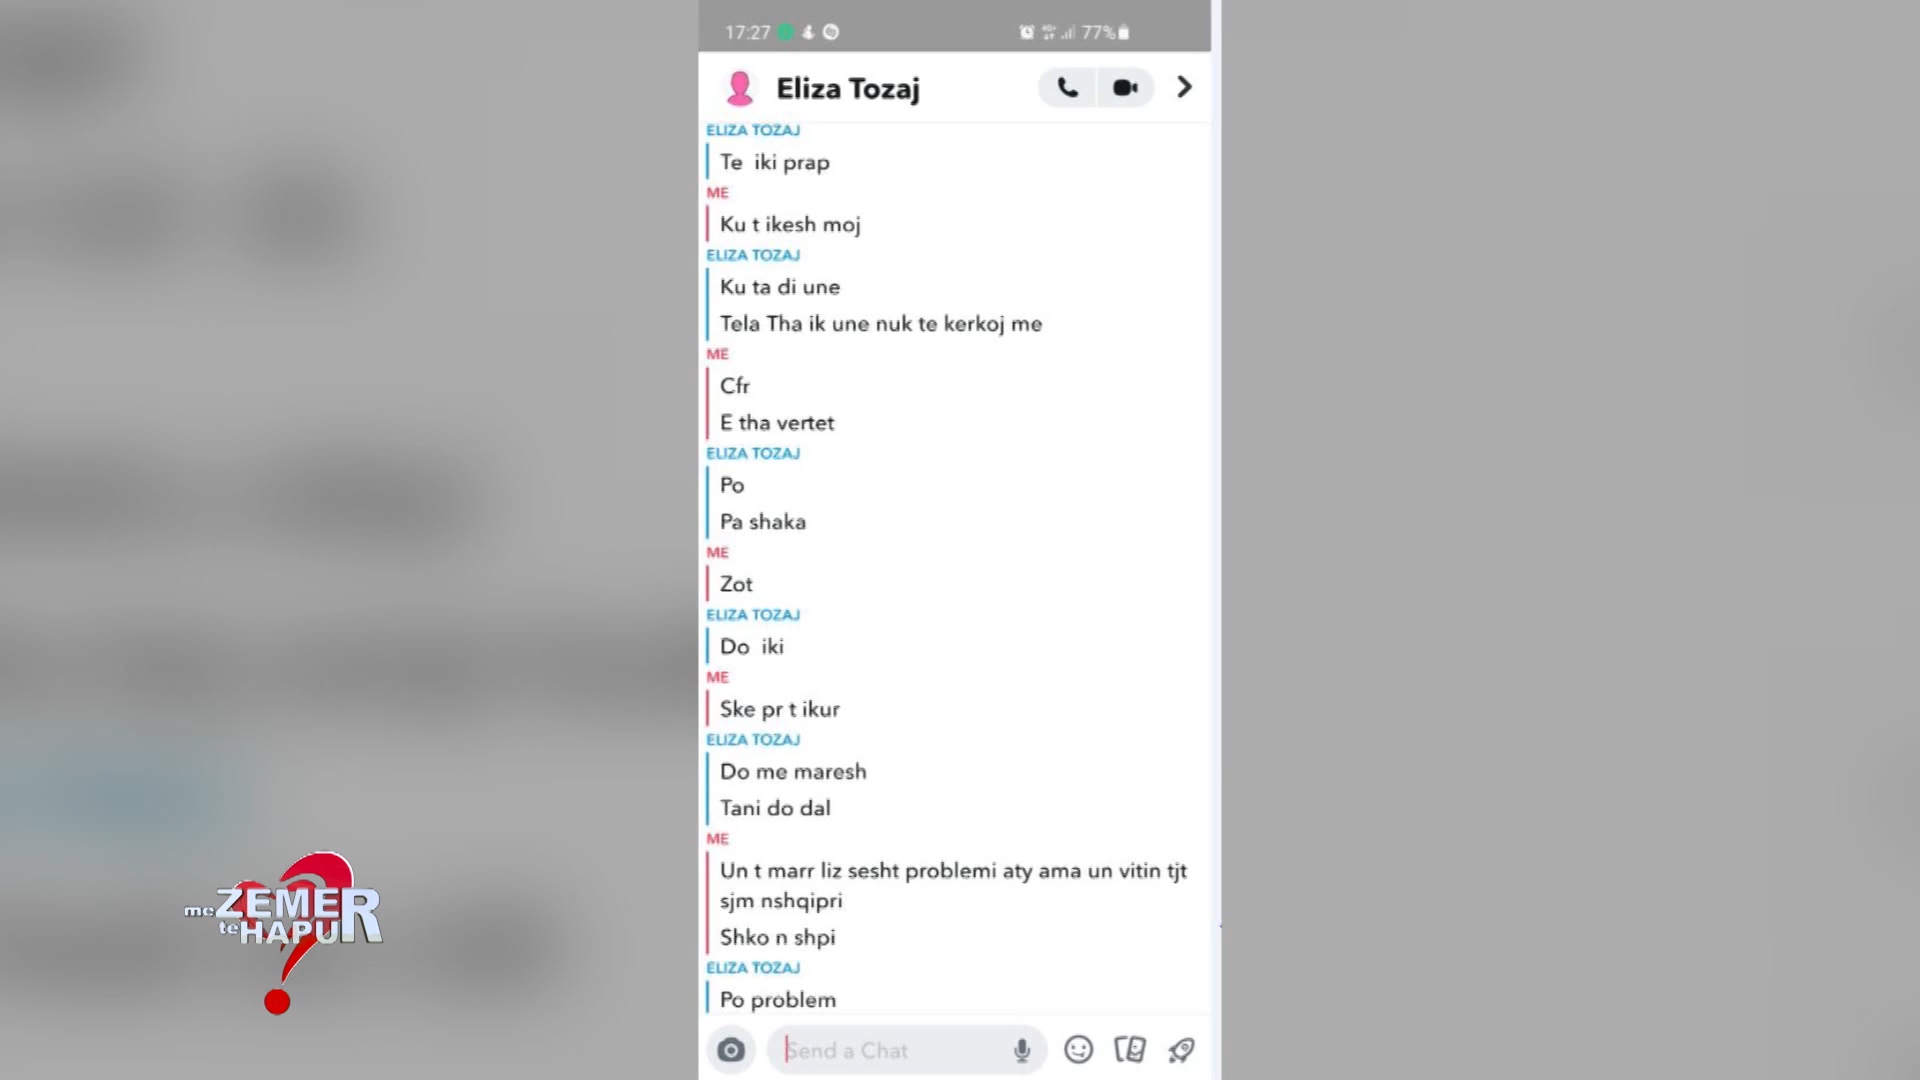 17:27
77%
Eliza Tozaj
ELIZA TOZAJ
Te iki prap
ME
Ku t ikesh moj
ELIZA TOZAJ
Ku ta di une
Tela Tha ik une nuk te kerkoj me
ME
Cfr
E tha vertet
ELIZA TOZAJ
Po
Pa shaka
ME
Zot
ELIZA TOZAJ
Do iki
ME
Ske pr t ikur
ELIZA TOZAJ
Do me maresh
Tani do dal
ME
Un t marr liz sesht problemi aty ama un vitin tjt
sjm nshqipri
Shko n shpi
ELIZA TOZAJ
Po problem
Send a Chat
me ZEMER
te HAPUR